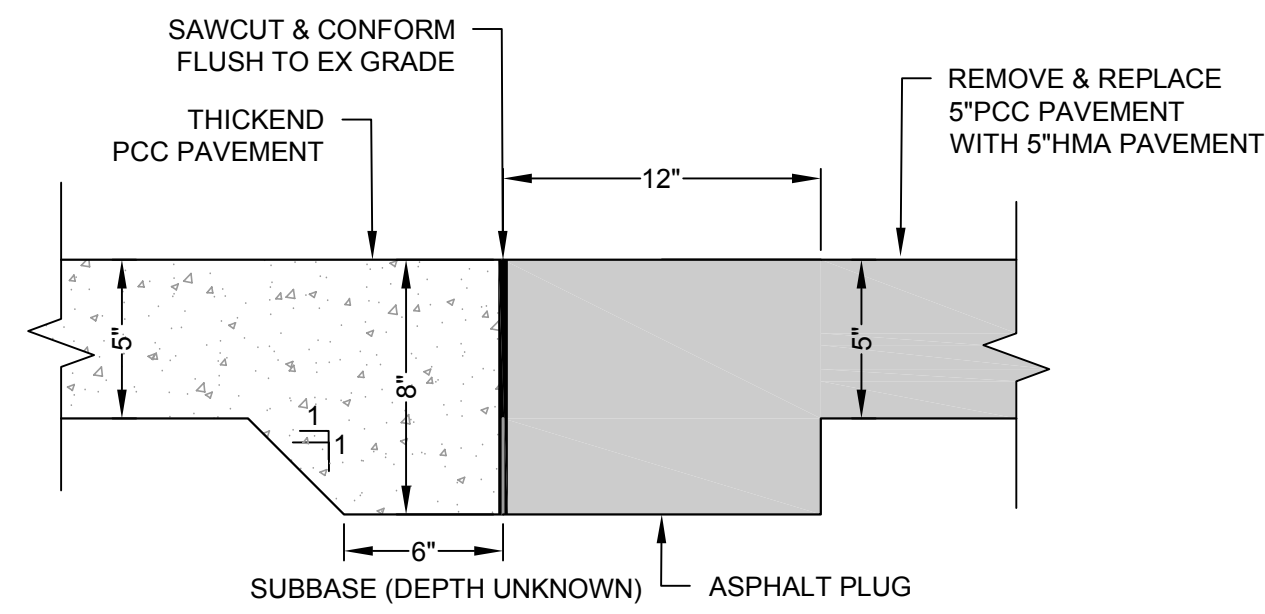 SAWCUT & CONFORM
FLUSH TO EX GRADE
THICKEND
PCC PAVEMENT
REMOVE & REPLACE
5"PCC PAVEMENT
WITH 5"HMA PAVEMENT
12"
5"
8"
5"
1
1
6"
SUBBASE (DEPTH UNKNOWN)
ASPHALT PLUG